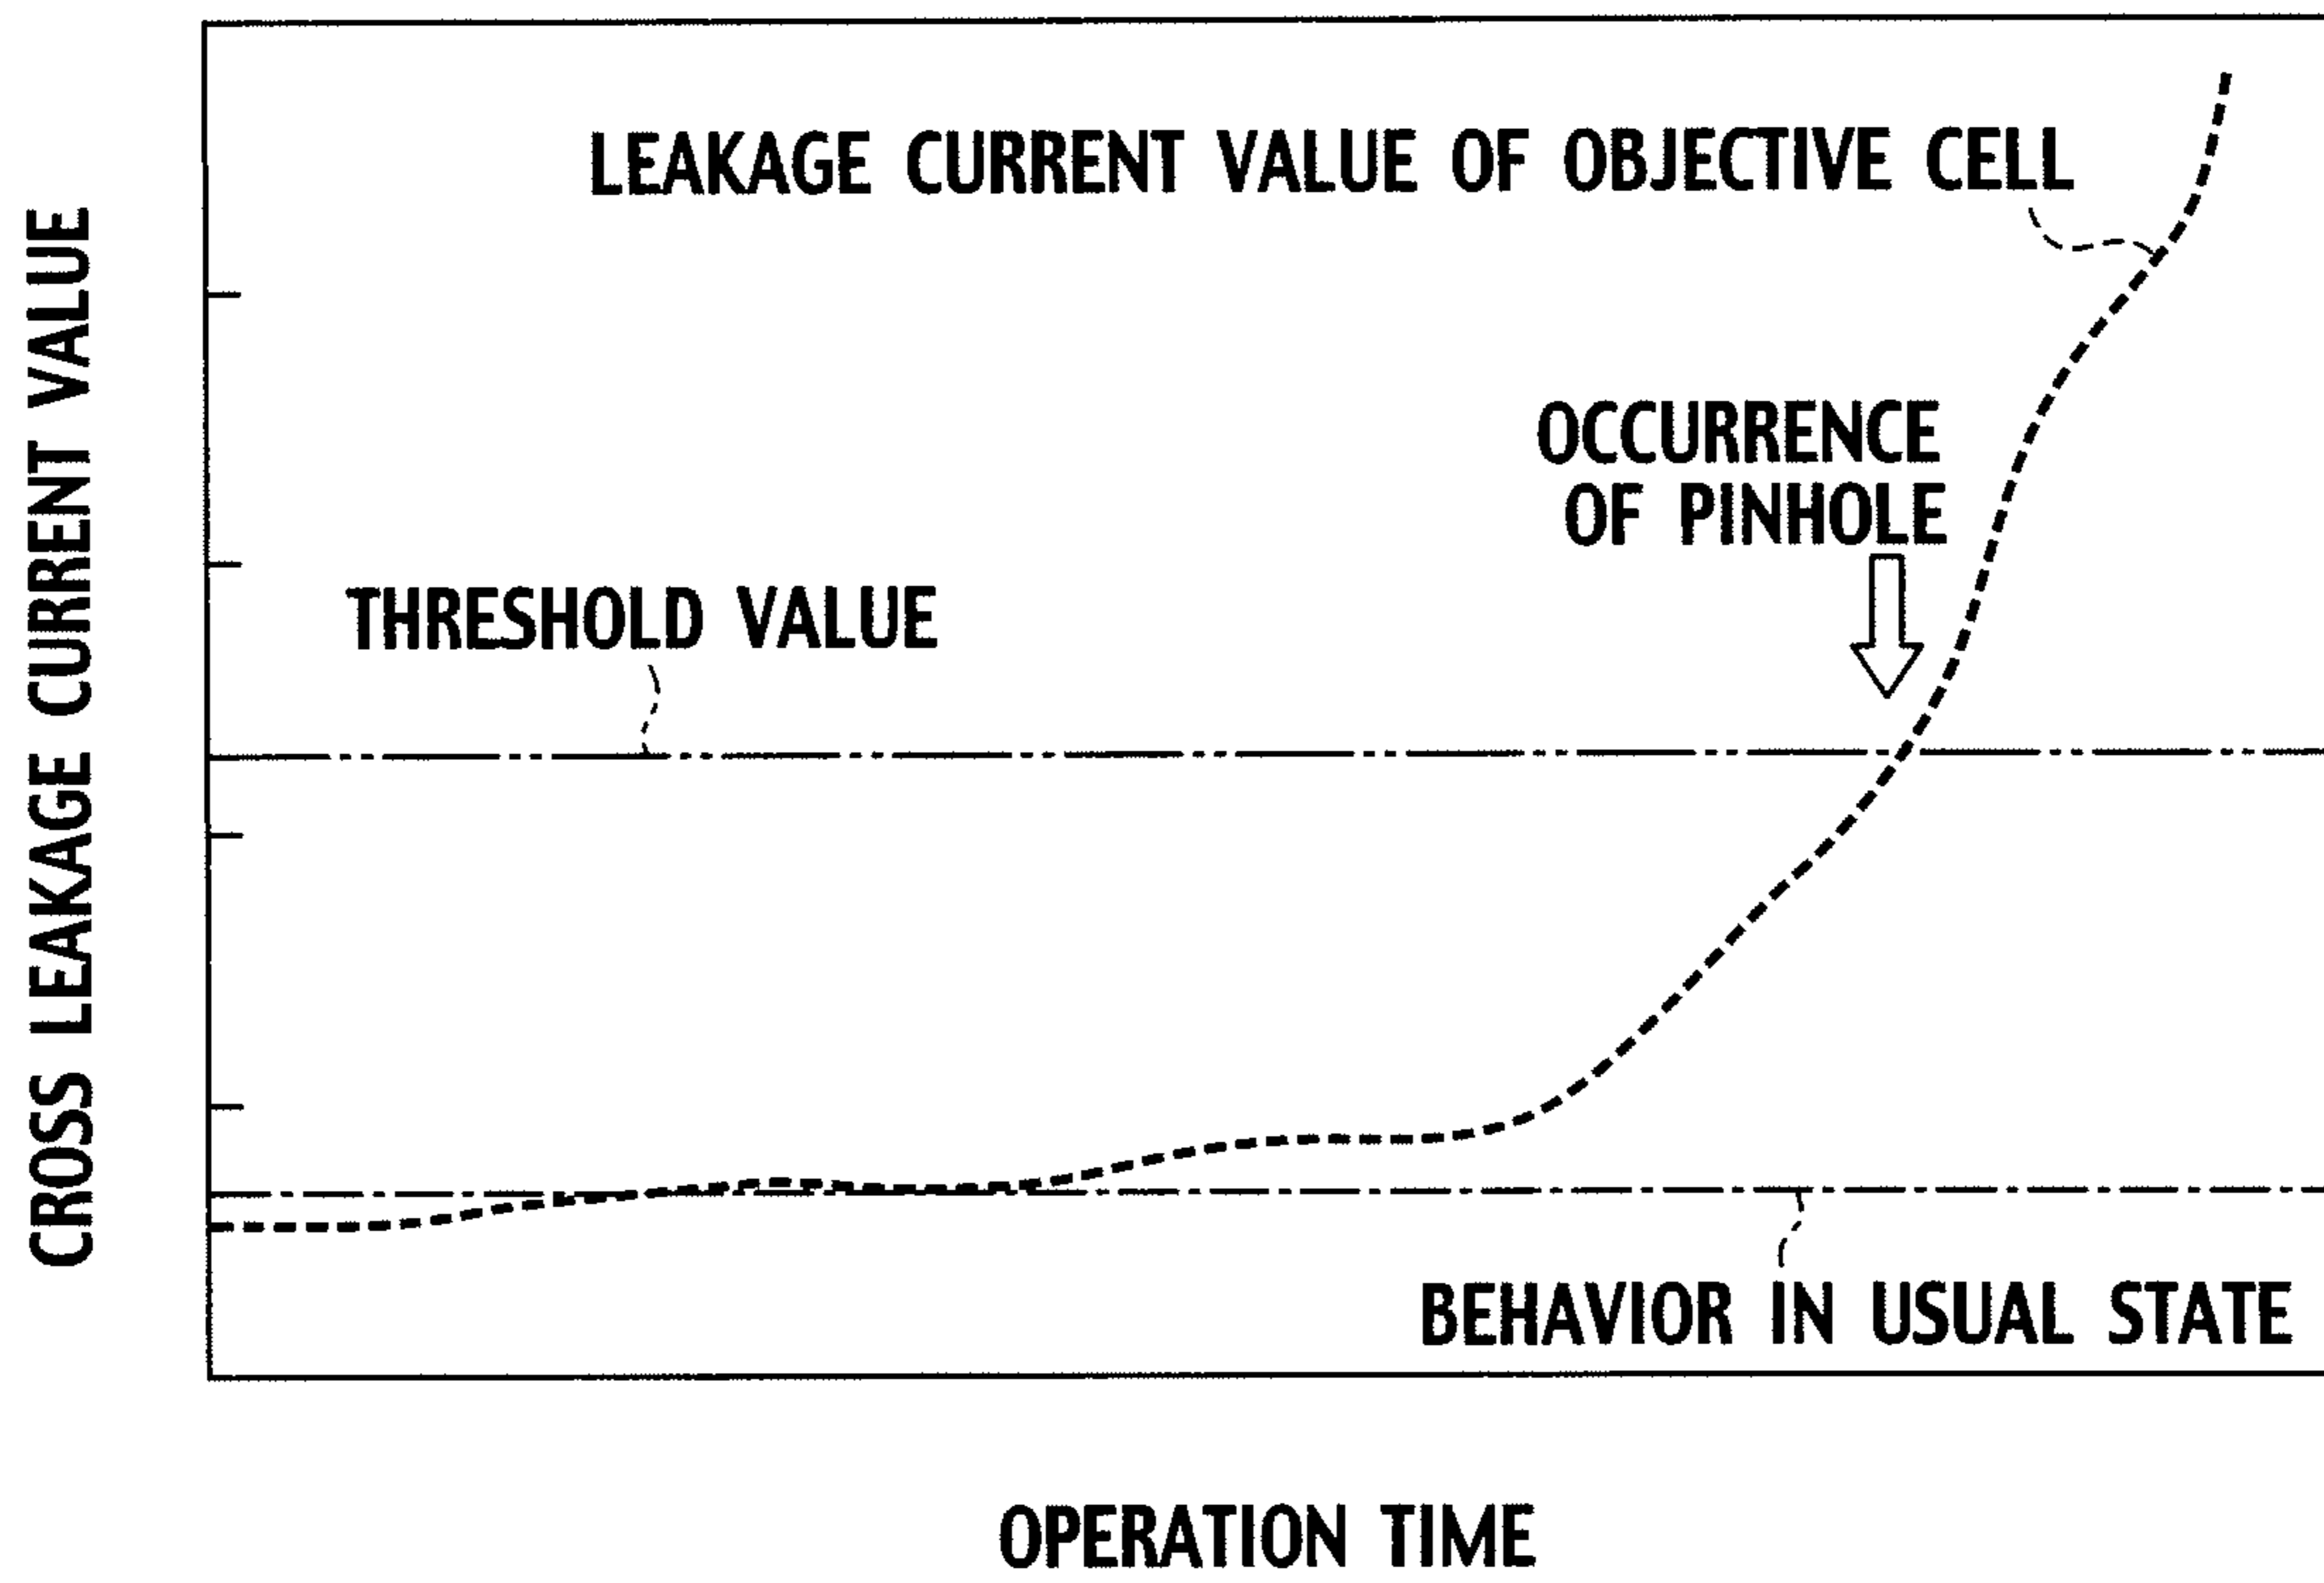 LEAKAGE CURRENT VALUE OF OBJECTIVE CELL
OCCURRENCE
OF PINHOLE
THRESHOLD VALUE
CROSS LEAKAGE CURRENT VALUE
BEHAVIOR IN USUAL STATE
OPERATION TIME